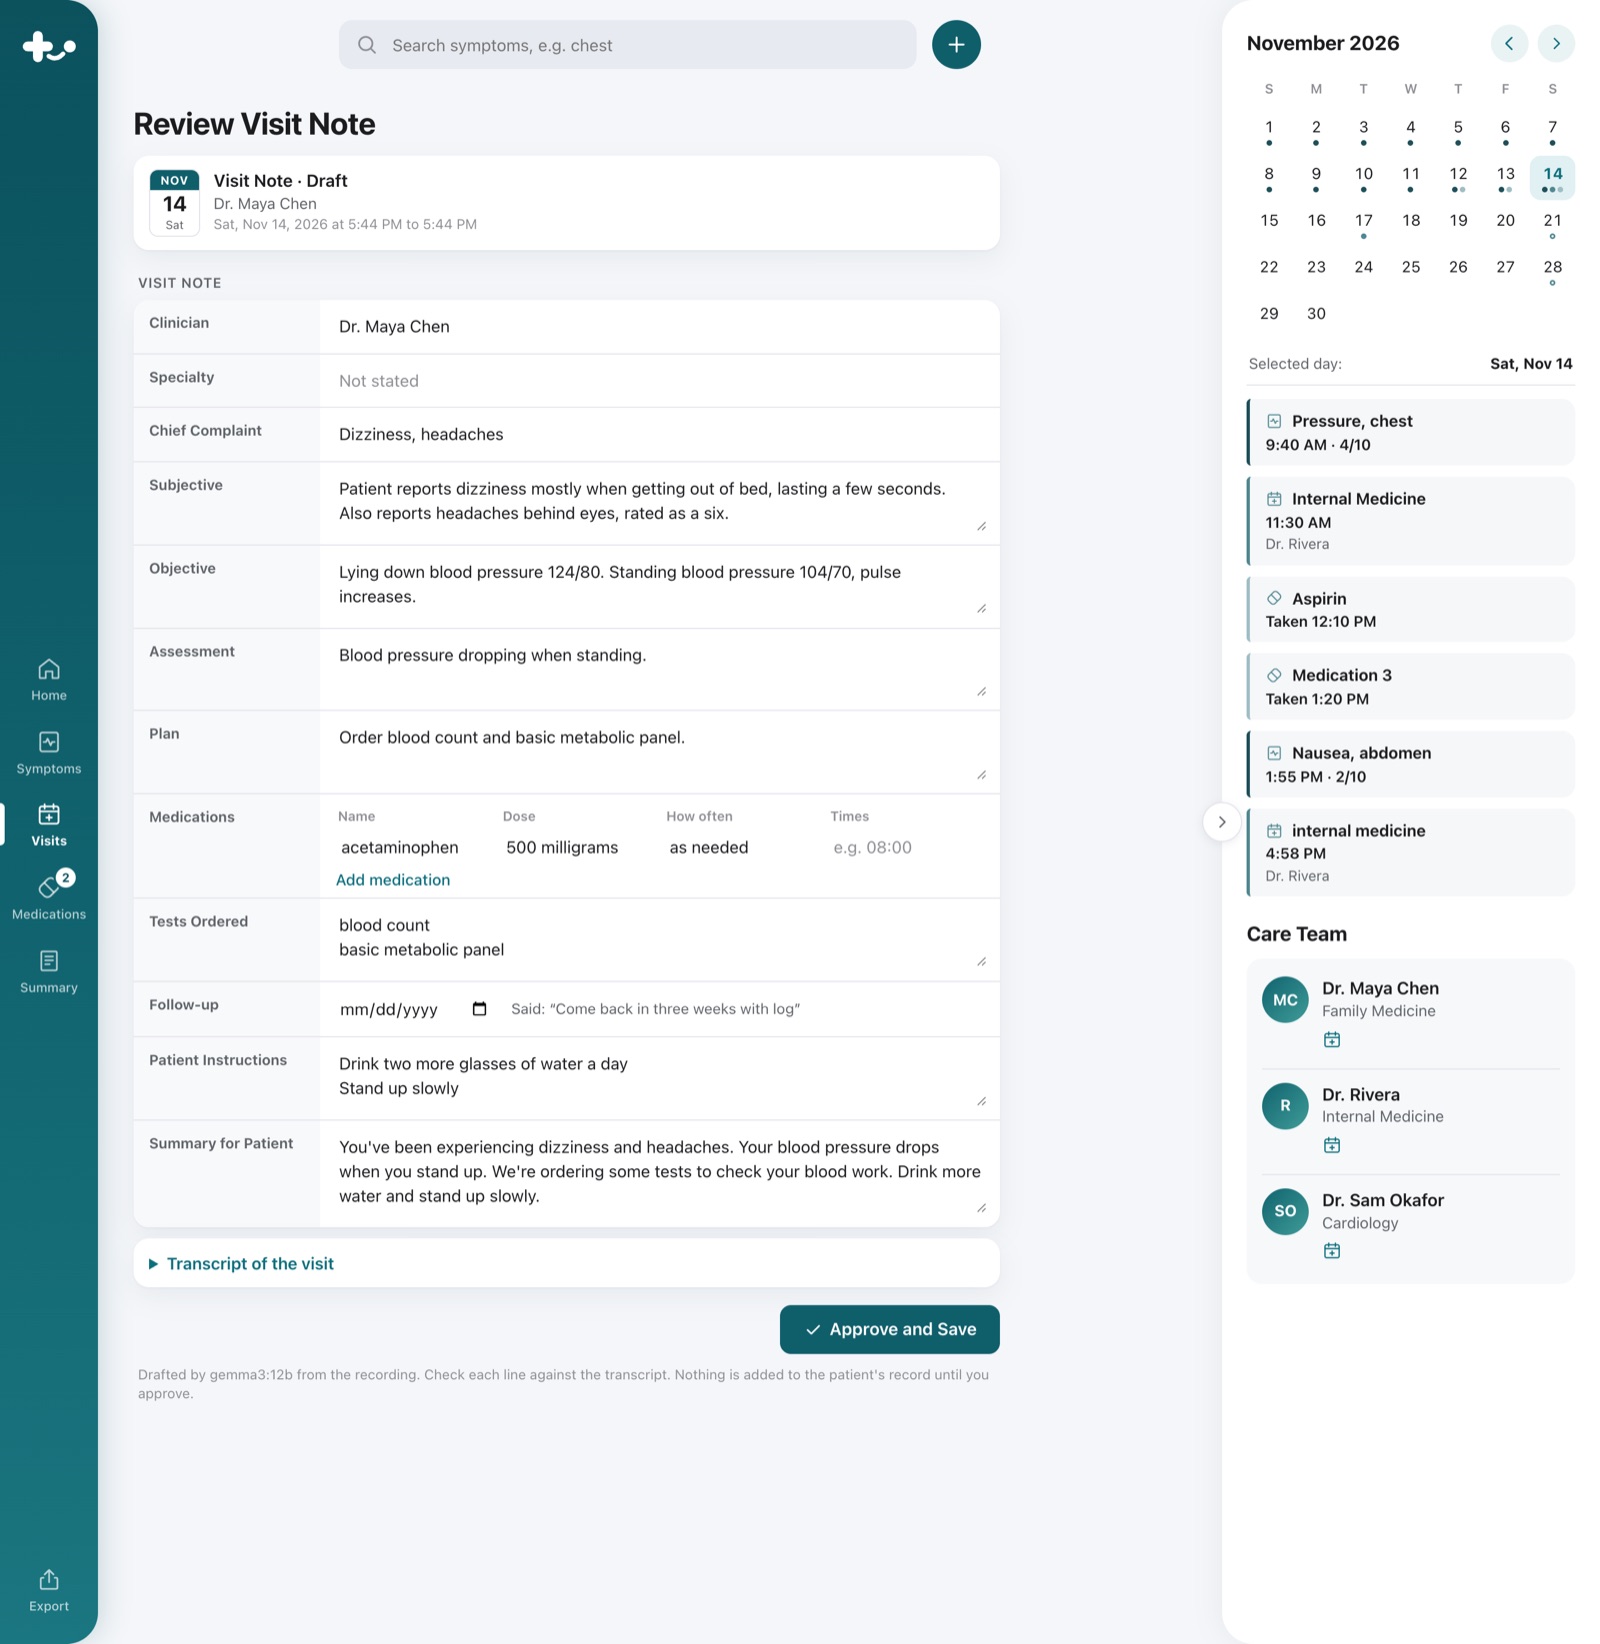 Search symptoms, e.g. chest
Review Visit Note
NOV
14
Sat
Visit Note · Draft
Dr. Maya Chen
Sat, Nov 14, 2026 at 5:44 PM to 5:44 PM
VISIT NOTE
Clinician
Dr. Maya Chen
Specialty
Not stated
Chief Complaint
Dizziness, headaches
Subjective
Patient reports dizziness mostly when getting out of bed, lasting a few seconds.
Also reports headaches behind eyes, rated as a six.
Objective
Lying down blood pressure 124/80. Standing blood pressure 104/70, pulse
increases.
Assessment
Blood pressure dropping when standing.
Plan
Order blood count and basic metabolic panel.
Medications
Name Dose How often Times
acetaminophen 500 milligrams as needed e.g. 08:00
Add medication
Tests Ordered
blood count
basic metabolic panel
Follow-up
mm/dd/yyyy Said: “Come back in three weeks with log”
Patient Instructions
Drink two more glasses of water a day
Stand up slowly
Summary for Patient
You've been experiencing dizziness and headaches. Your blood pressure drops
when you stand up. We're ordering some tests to check your blood work. Drink more
water and stand up slowly.
Transcript of the visit
Approve and Save
Drafted by gemma3:12b from the recording. Check each line against the transcript. Nothing is added to the patient's record until you
approve.
Home
Symptoms
Visits
2
Medications
Summary
Export
November 2026
S M T W T F S
1 2 3 4 5 6 7
8 9 10 11 12 13 14
15 16 17 18 19 20 21
22 23 24 25 26 27 28
29 30
Selected day: Sat, Nov 14
Pressure, chest
9:40 AM · 4/10
Internal Medicine
11:30 AM
Dr. Rivera
Aspirin
Taken 12:10 PM
Medication 3
Taken 1:20 PM
Nausea, abdomen
1:55 PM · 2/10
internal medicine
4:58 PM
Dr. Rivera
Care Team
MC
Dr. Maya Chen
Family Medicine
R
Dr. Rivera
Internal Medicine
SO
Dr. Sam Okafor
Cardiology